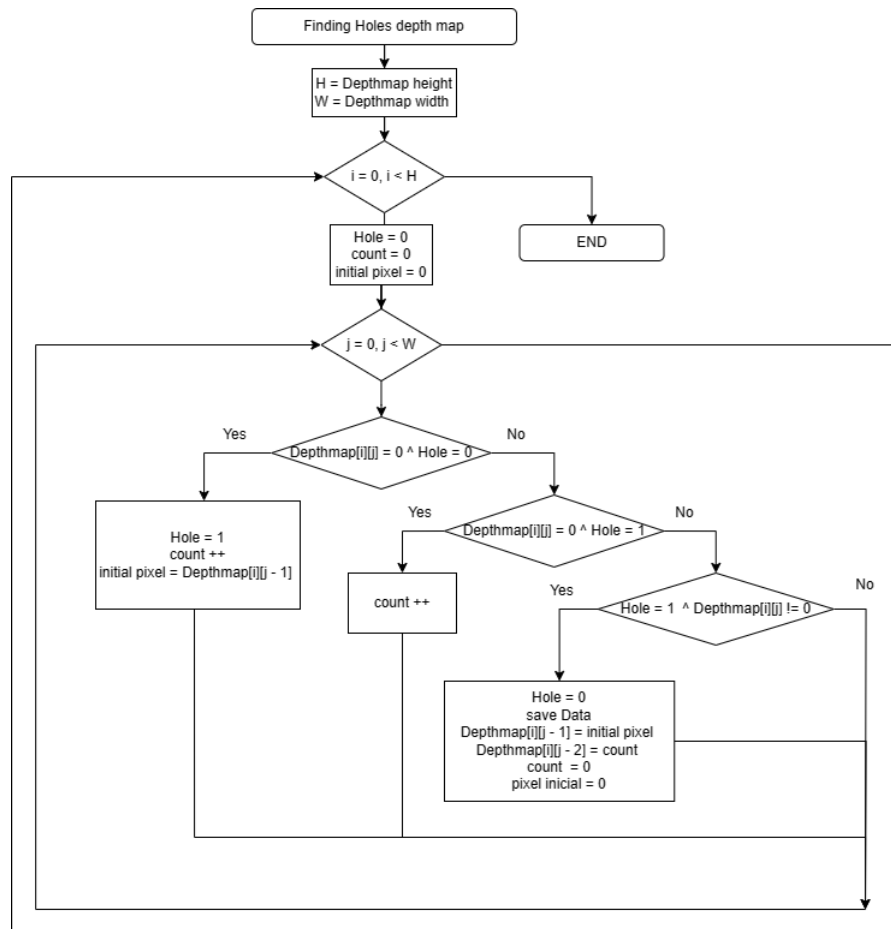 Finding Holes depth map
H = Depthmap height
W = Depthmap width
i = 0, i < H
Hole = 0
count = 0
initial pixel = 0
END
j = 0, j < W
Yes
No
Depthmap[i][j] = 0 ^ Hole = 0
Hole = 1
count ++
initial pixel = Depthmap[i][j - 1]
Yes
No
Depthmap[i][j] = 0 ^ Hole = 1
count ++
Yes
No
Hole = 1 ^ Depthmap[i][j] != 0
Hole = 0
save Data
Depthmap[i][j - 1] = initial pixel
Depthmap[i][j - 2] = count
count = 0
pixel inicial = 0